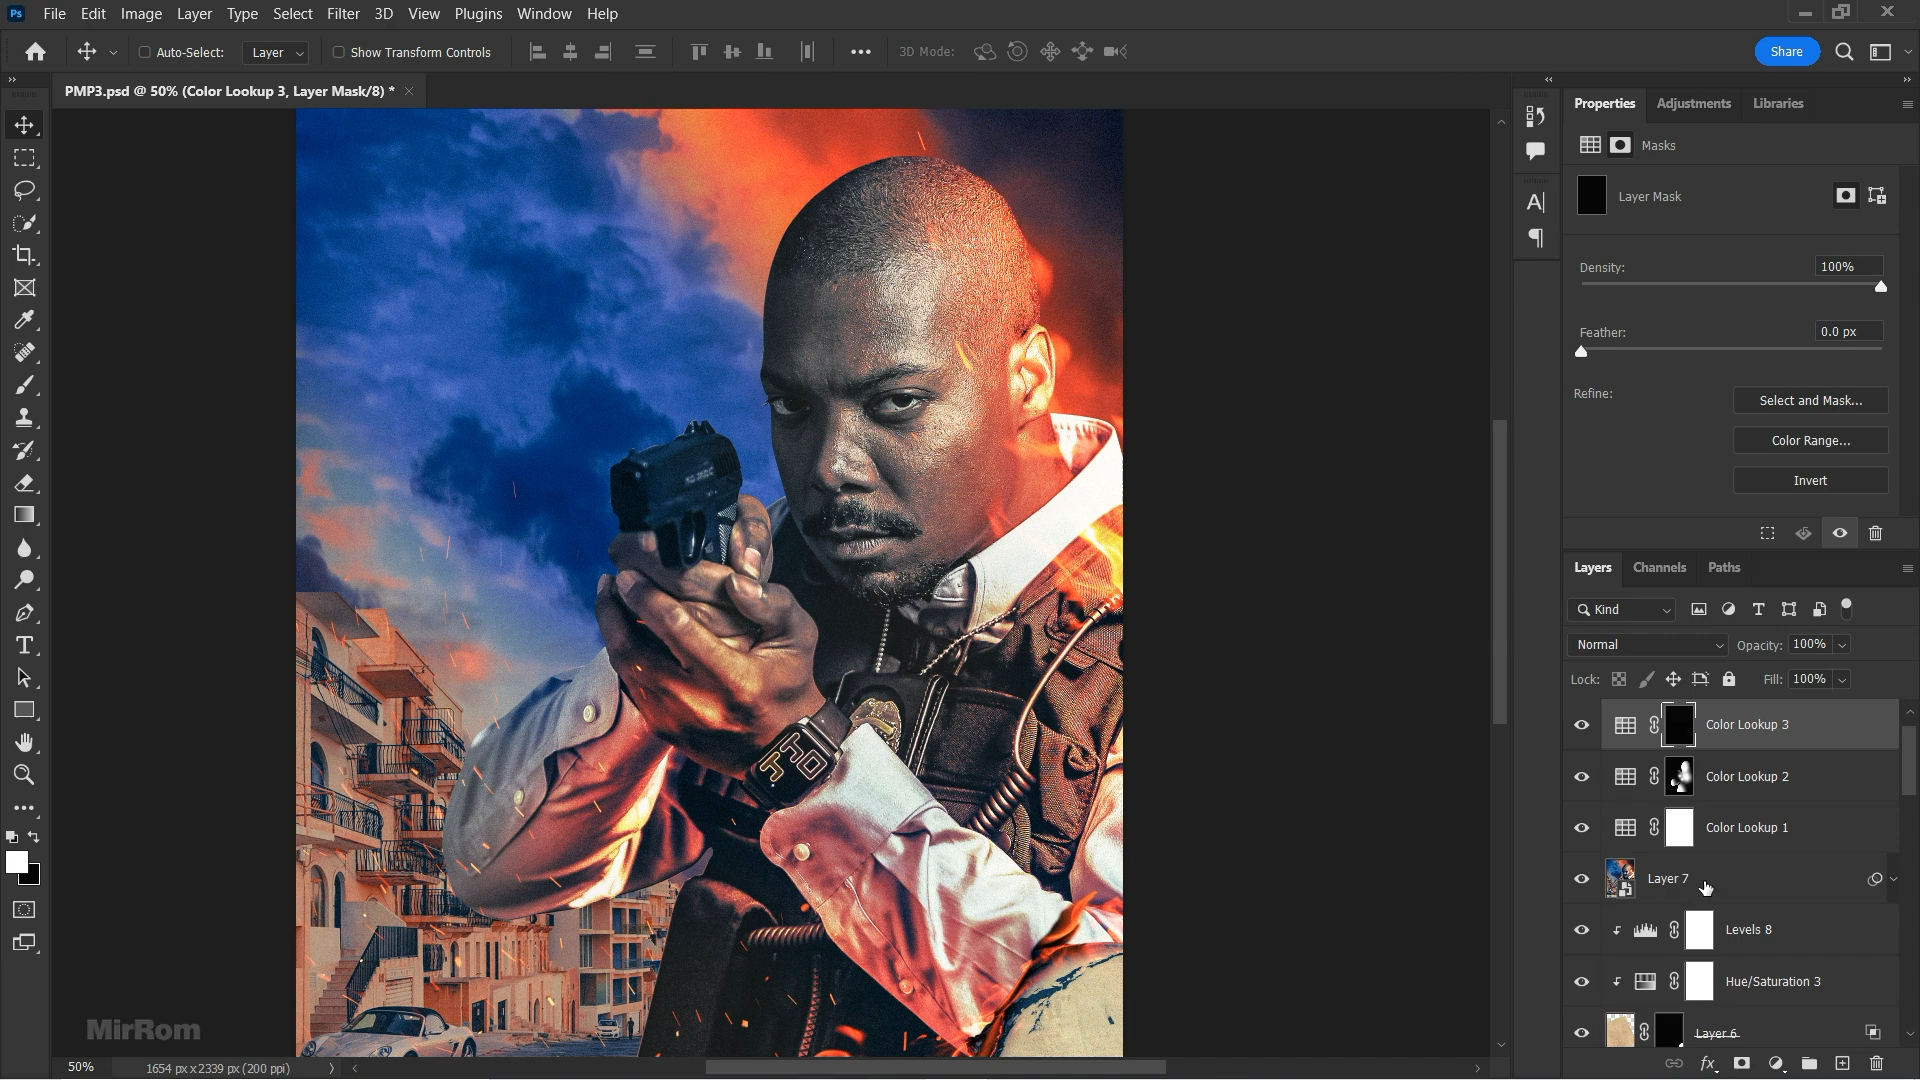 Ps File Edit Image Layer Type Select Filter 3D View Plugins Window Help
Auto-Select: Layer Show Transform Controls 3D Mode: Share
PMP3.psd @ 50% (Color Lookup 3, Layer Mask/8) *
Properties Adjustments Libraries
Masks
Layer Mask
Density: 100%
Feather: 0.0 px
Refine: Select and Mask...
Color Range...
Invert
Layers Channels Paths
Kind
Normal Opacity: 100%
Lock: Fill: 100%
Color Lookup 3
Color Lookup 2
Color Lookup 1
Layer 7
Levels 8
Hue/Saturation 3
Layer 6
MirRom
50% 1654 px x 2339 px (200 ppi)
fx